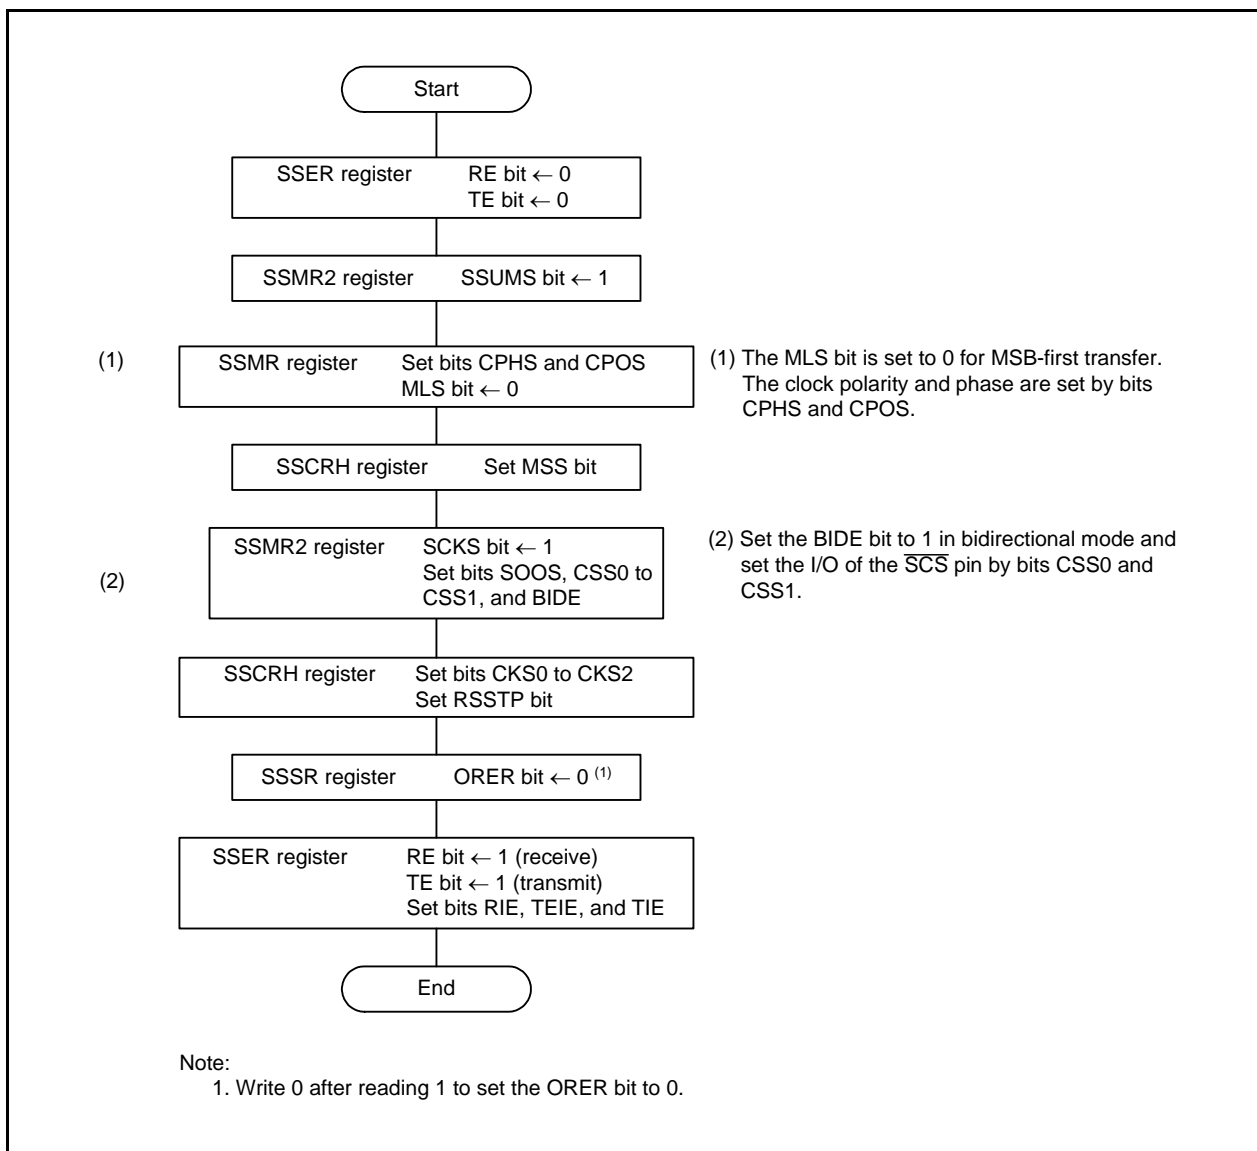 Start
SSER register RE bit ← 0
TE bit ← 0
SSMR2 register SSUMS bit ← 1
(1)
SSMR register Set bits CPHS and CPOS
MLS bit ← 0
(1) The MLS bit is set to 0 for MSB-first transfer.
The clock polarity and phase are set by bits
CPHS and CPOS.
SSCRH register Set MSS bit
(2)
SSMR2 register SCKS bit ← 1
Set bits SOOS, CSS0 to
CSS1, and BIDE
(2) Set the BIDE bit to 1 in bidirectional mode and
set the I/O of the S̅C̅S̅ pin by bits CSS0 and
CSS1.
SSCRH register Set bits CKS0 to CKS2
Set RSSTP bit
SSSR register ORER bit ← 0 (1)
SSER register RE bit ← 1 (receive)
TE bit ← 1 (transmit)
Set bits RIE, TEIE, and TIE
End
Note:
1. Write 0 after reading 1 to set the ORER bit to 0.